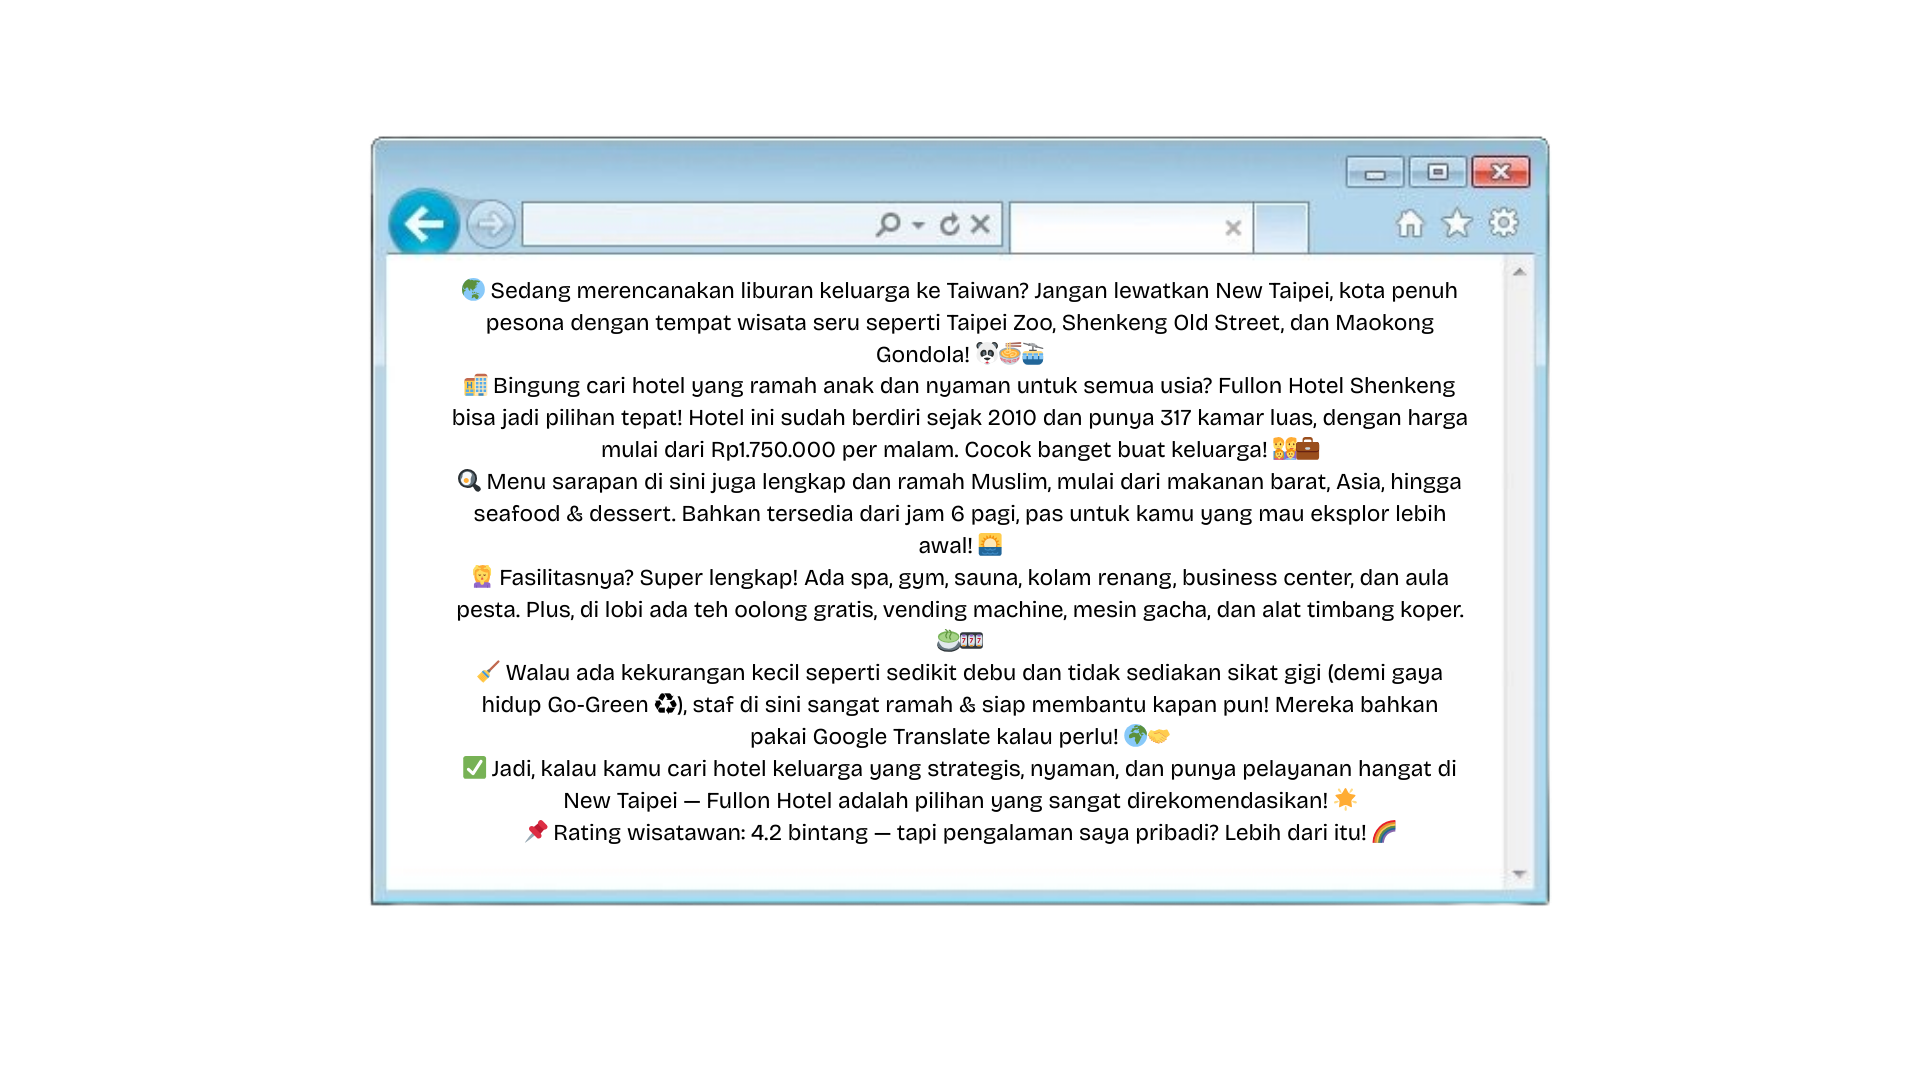 🌏 Sedang merencanakan liburan keluarga ke Taiwan? Jangan lewatkan New Taipei, kota penuh
pesona dengan tempat wisata seru seperti Taipei Zoo, Shenkeng Old Street, dan Maokong
Gondola! 🐼🍜🚠
🏨 Bingung cari hotel yang ramah anak dan nyaman untuk semua usia? Fullon Hotel Shenkeng
bisa jadi pilihan tepat! Hotel ini sudah berdiri sejak 2010 dan punya 317 kamar luas, dengan harga
mulai dari Rp1.750.000 per malam. Cocok banget buat keluarga! 👨‍👩‍👧‍👦💼
🍳 Menu sarapan di sini juga lengkap dan ramah Muslim, mulai dari makanan barat, Asia, hingga
seafood & dessert. Bahkan tersedia dari jam 6 pagi, pas untuk kamu yang mau eksplor lebih
awal! 🌅
💆‍♀️ Fasilitasnya? Super lengkap! Ada spa, gym, sauna, kolam renang, business center, dan aula
pesta. Plus, di lobi ada teh oolong gratis, vending machine, mesin gacha, dan alat timbang koper.
🍵🎰
🧹 Walau ada kekurangan kecil seperti sedikit debu dan tidak sediakan sikat gigi (demi gaya
hidup Go-Green ♻), staf di sini sangat ramah & siap membantu kapan pun! Mereka bahkan
pakai Google Translate kalau perlu! 🌍🤝
✅ Jadi, kalau kamu cari hotel keluarga yang strategis, nyaman, dan punya pelayanan hangat di
New Taipei — Fullon Hotel adalah pilihan yang sangat direkomendasikan! 🌟
📌 Rating wisatawan: 4.2 bintang — tapi pengalaman saya pribadi? Lebih dari itu! 🌈